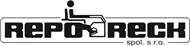 REPO RECH
spol. s r.o.